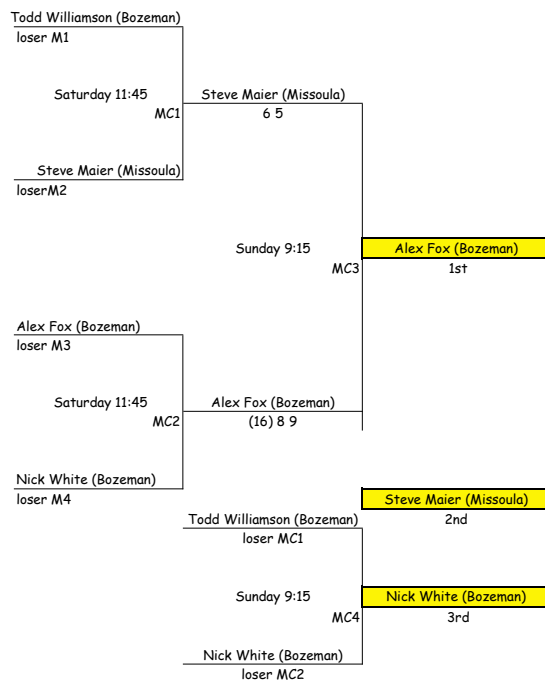 Todd Williamson (Bozeman)
loser M1
Saturday 11:45
MC1
Steve Maier (Missoula)
6 5
Steve Maier (Missoula)
loserM2
Sunday 9:15
MC3
Alex Fox (Bozeman)
1st
Alex Fox (Bozeman)
loser M3
Saturday 11:45
MC2
Alex Fox (Bozeman)
(16) 8 9
Nick White (Bozeman)
loser M4
Steve Maier (Missoula)
2nd
Todd Williamson (Bozeman)
loser MC1
Sunday 9:15
MC4
Nick White (Bozeman)
3rd
Nick White (Bozeman)
loser MC2